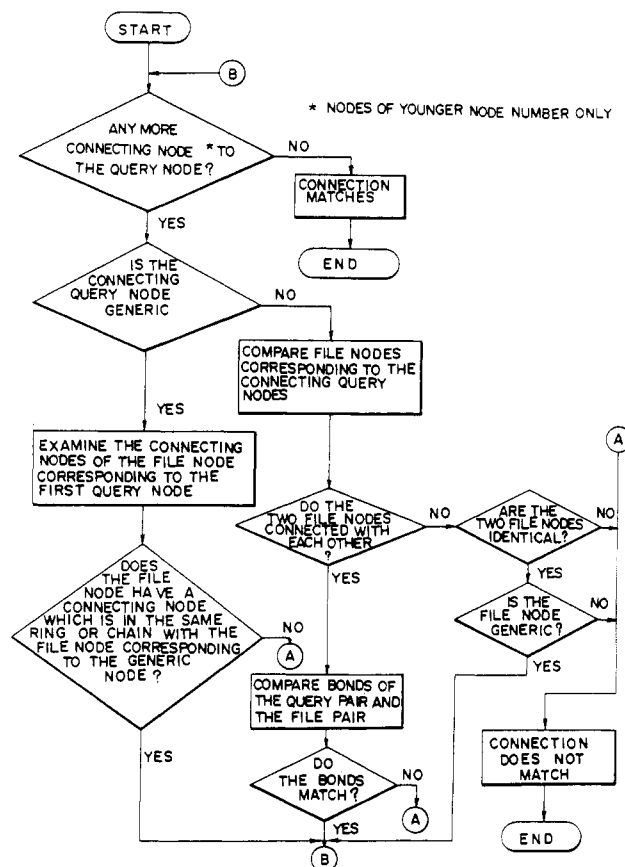 START
B
* NODES OF YOUNGER NODE NUMBER ONLY
ANY MORE
CONNECTING NODE * TO
THE QUERY NODE?
NO
CONNECTION
MATCHES
END
YES
IS THE
CONNECTING
QUERY NODE
GENERIC
NO
COMPARE FILE NODES
CORRESPONDING TO THE
CONNECTING QUERY
NODES
YES
EXAMINE THE CONNECTING
NODES OF THE FILE NODE
CORRESPONDING TO THE
FIRST QUERY NODE
A
DO THE
TWO FILE NODES
CONNECTED WITH
EACH OTHER
?
NO
ARE THE
TWO FILE NODES
IDENTICAL?
NO
YES
YES
IS THE
FILE NODE
GENERIC?
NO
YES
DOES
THE FILE
NODE HAVE A
CONNECTING NODE
WHICH IS IN THE SAME
RING OR CHAIN WITH THE
FILE NODE CORRESPONDING
TO THE GENERIC
NODE ?
NO
A
YES
COMPARE BONDS OF
THE QUERY PAIR AND
THE FILE PAIR
DO
THE BONDS
MATCH?
NO
A
YES
B
CONNECTION
DOES NOT
MATCH
END